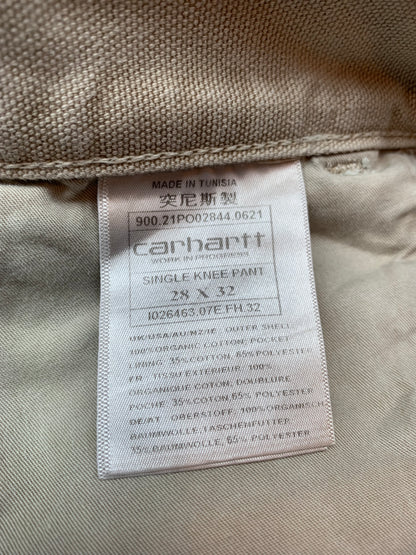 MADE IN TUNISIA
突尼斯製
900.21PO02844.0621
carhartt
WORK IN PROGRESS
SINGLE KNEE PANT
28 X 32
I026463.07E.FH.32
UK/USA/AU/NZ/IE : OUTER SHELL:
100% ORGANIC COTTON; POCKET
LINING: 35% COTTON, 65% POLYESTER
FR : TISSU EXTÉRIEUR: 100%
ORGANIQUE COTON; DOUBLURE
POCHE: 35% COTON, 65% POLYESTER
DE/AT : OBERSTOFF: 100% ORGANISCH
BAUMWOLLE; TASCHENFUTTER:
35% BAUMWOLLE, 65% POLYESTER